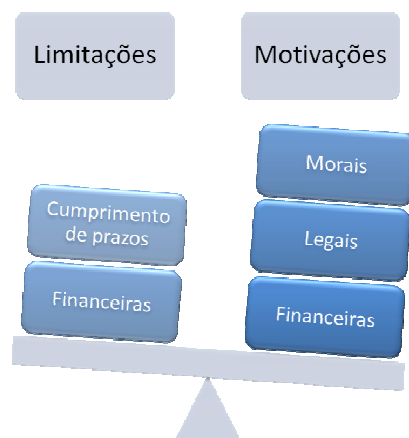 Limitações
Motivações
Morais
Cumprimento
de prazos
Legais
Financeiras
Financeiras